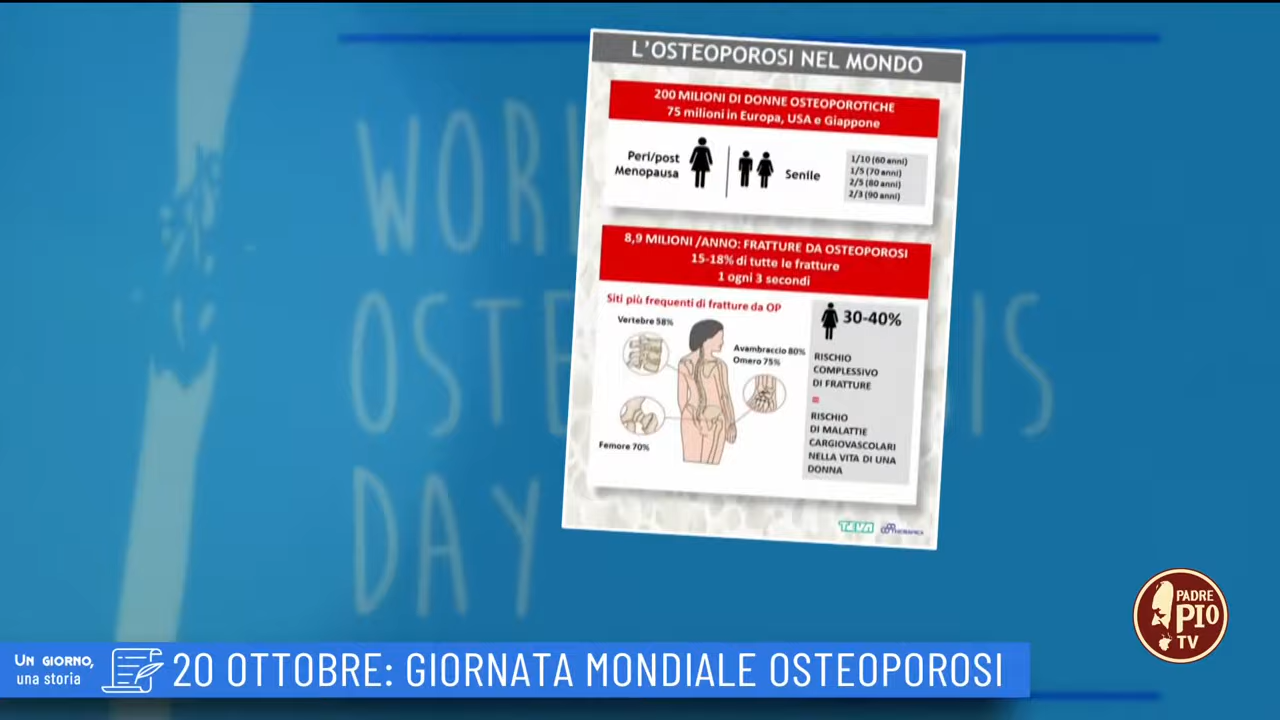 WORL
OSTE
IS
DAY
L'OSTEOPOROSI NEL MONDO
200 MILIONI DI DONNE OSTEOPOROTICHE
75 milioni in Europa, USA e Giappone
Peri/post
Menopausa
Senile
1/10 (60 anni)
1/5 (70 anni)
2/5 (80 anni)
2/3 (90 anni)
8,9 MILIONI /ANNO: FRATTURE DA OSTEOPOROSI
15-18% di tutte le fratture
1 ogni 3 secondi
Siti più frequenti di fratture da OP
Vertebre 58%
Avambraccio 80%
Omero 75%
Femore 70%
30-40%
RISCHIO
COMPLESSIVO
DI FRATTURE
=
RISCHIO
DI MALATTIE
CARGIOVASCOLARI
NELLA VITA DI UNA
DONNA
TEVA
PADRE
PIO
TV
UN GIORNO,
una storia
20 OTTOBRE: GIORNATA MONDIALE OSTEOPOROSI